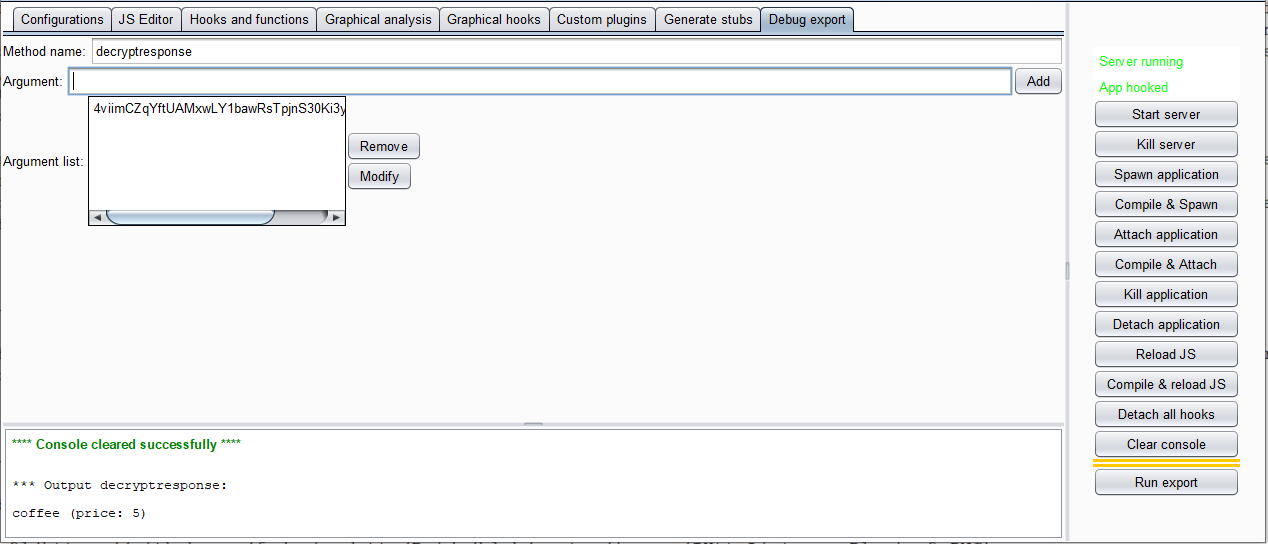 Configurations JS Editor Hooks and functions Graphical analysis Graphical hooks Custom plugins Generate stubs Debug export
Method name: decryptresponse
Argument: Add
Argument list: 4viimCZqYftUAMxwLY1bawRsTpjnS30Ki3y
Remove
Modify
Server running
App hooked
Start server
Kill server
Spawn application
Compile & Spawn
Attach application
Compile & Attach
Kill application
Detach application
Reload JS
Compile & reload JS
Detach all hooks
Clear console
Run export
**** Console cleared successfully ****
*** Output decryptresponse:
coffee (price: 5)